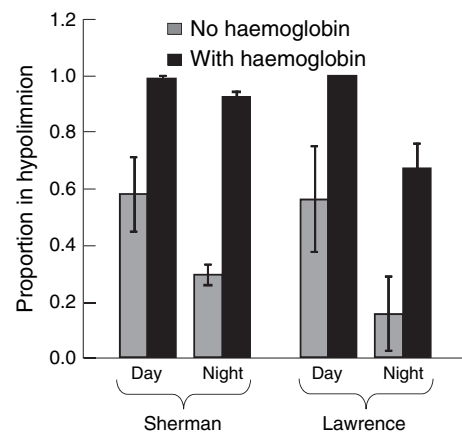 Proportion in hypolimnion
1.2
1.0
0.8
0.6
0.4
0.2
0.0
No haemoglobin
With haemoglobin
Day
Night
Day
Night
Sherman
Lawrence